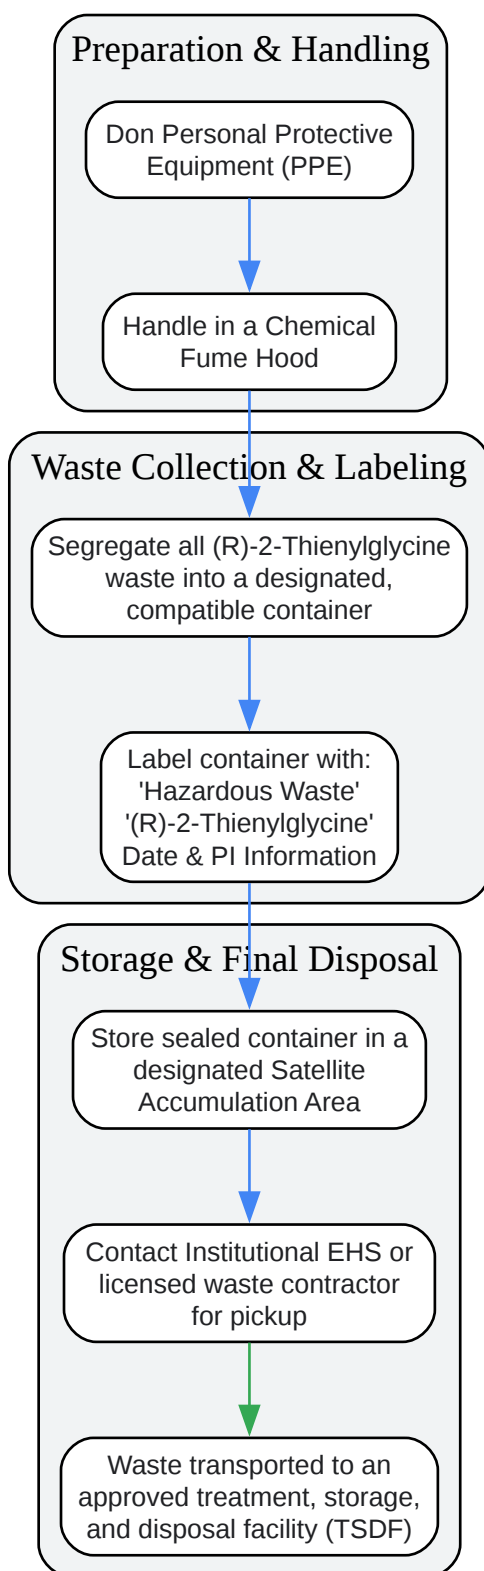 Preparation & Handling
Don Personal Protective
Equipment (PPE)
Handle in a Chemical
Fume Hood
Waste Collection & Labeling
Segregate all (R)-2-Thienylglycine
waste into a designated,
compatible container
Label container with:
'Hazardous Waste'
'(R)-2-Thienylglycine'
Date & PI Information
Storage & Final Disposal
Store sealed container in a
designated Satellite
Accumulation Area
Contact Institutional EHS or
licensed waste contractor
for pickup
Waste transported to an
approved treatment, storage,
and disposal facility (TSDF)